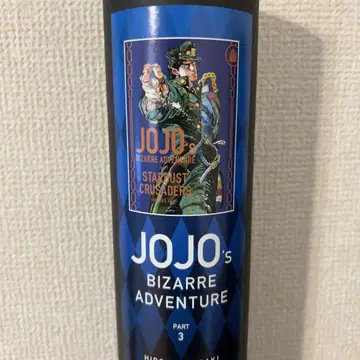 JOJO's
BIZARRE ADVENTURE
STARDUST
CRUSADERS
JOJO's
BIZARRE
ADVENTURE
PART
3